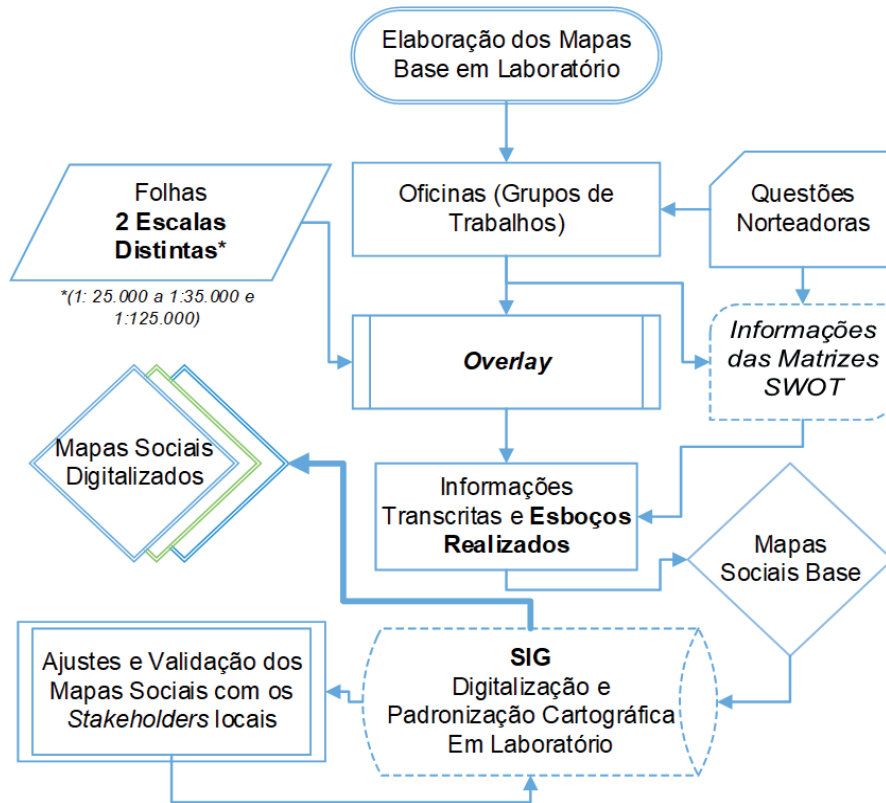 Elaboração dos Mapas
Base em Laboratório
Folhas
2 Escalas
Distintas*
*(1: 25.000 a 1:35.000 e
1:125.000)
Oficinas (Grupos de
Trabalhos)
Questões
Norteadoras
Overlay
Informações
das Matrizes
SWOT
Mapas Sociais
Digitalizados
Informações
Transcritas e Esboços
Realizados
Mapas
Sociais Base
Ajustes e Validação dos
Mapas Sociais com os
Stakeholders locais
SIG
Digitalização e
Padronização Cartográfica
Em Laboratório